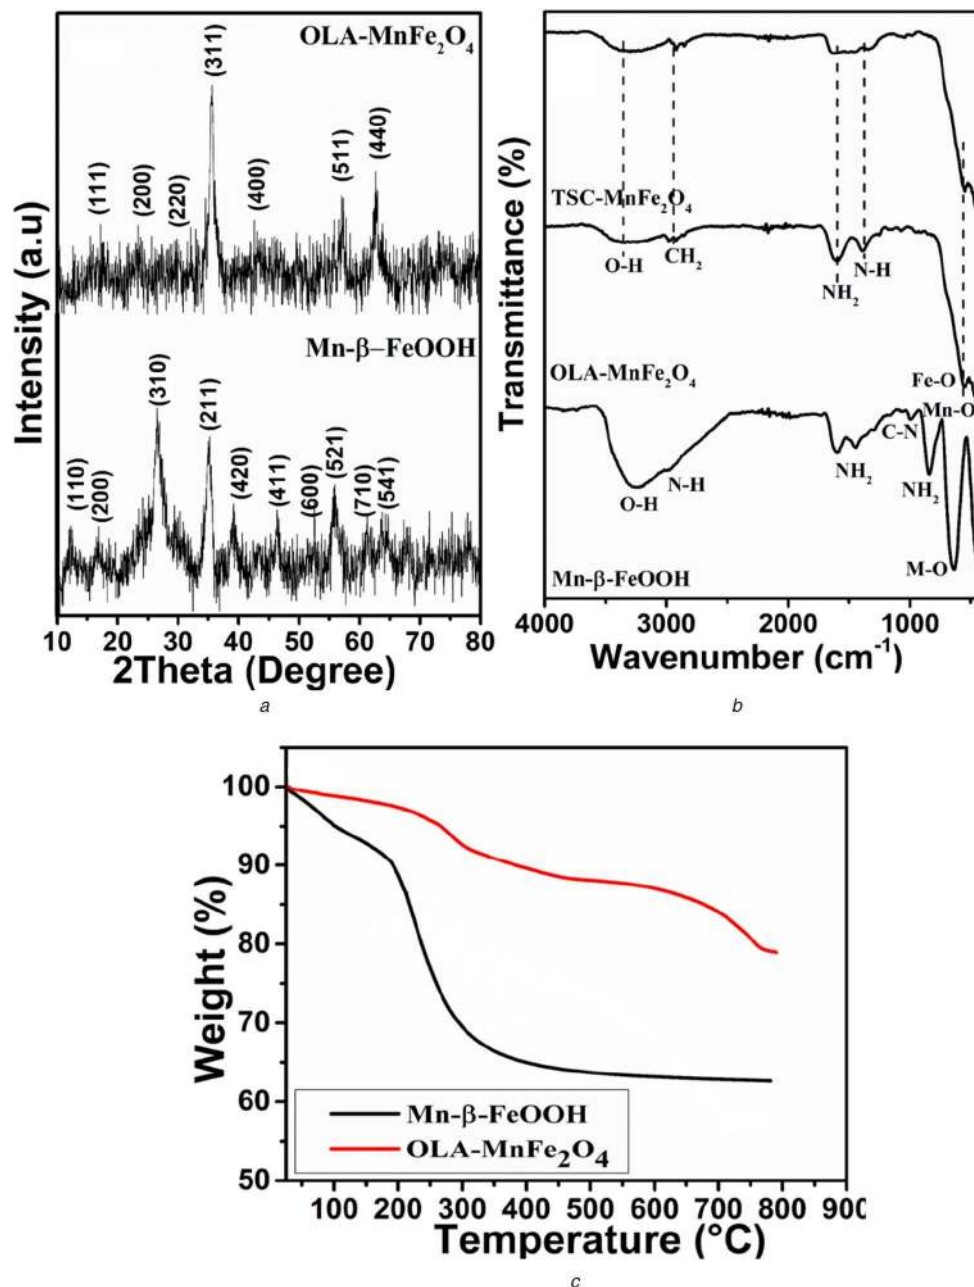 OLA-MnFe₂O₄
(111)
(200)
(220)
(311)
(400)
(511)
(440)
Mn-β–FeOOH
(110)
(200)
(310)
(211)
(420)
(411)
(600)
(521)
(710)
(541)
Intensity (a.u)
10 20 30 40 50 60 70 80
2Theta (Degree)
a
Transmittance (%)
TSC-MnFe₂O₄
O-H
CH₂
NH₂
N-H
OLA-MnFe₂O₄
Fe-O
Mn-O
C-N
O-H
N-H
NH₂
NH₂
M-O
Mn-β-FeOOH
4000 3000 2000 1000
Wavenumber (cm⁻¹)
b
Weight (%)
100
90
80
70
60
50
Mn-β-FeOOH
OLA-MnFe₂O₄
100 200 300 400 500 600 700 800 900
Temperature (°C)
c